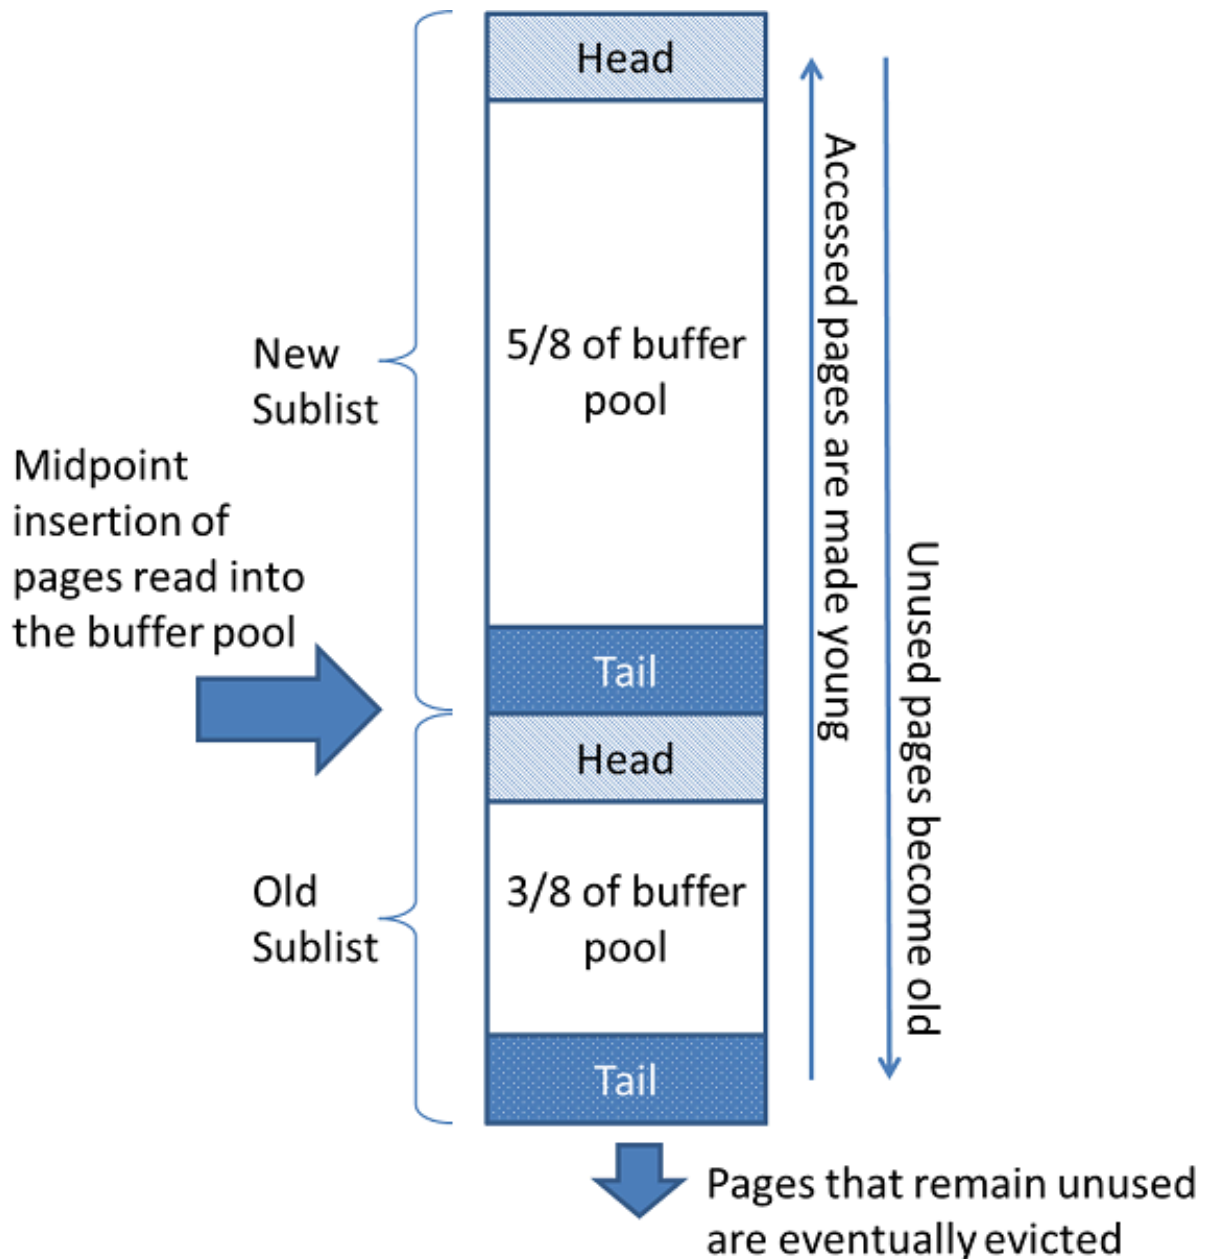 Head
5/8 of buffer
pool
New
Sublist
Midpoint
insertion of
pages read into
the buffer pool
Tail
Head
Old
Sublist
3/8 of buffer
pool
Tail
Accessed pages are made young
Unused pages become old
Pages that remain unused
are eventually evicted